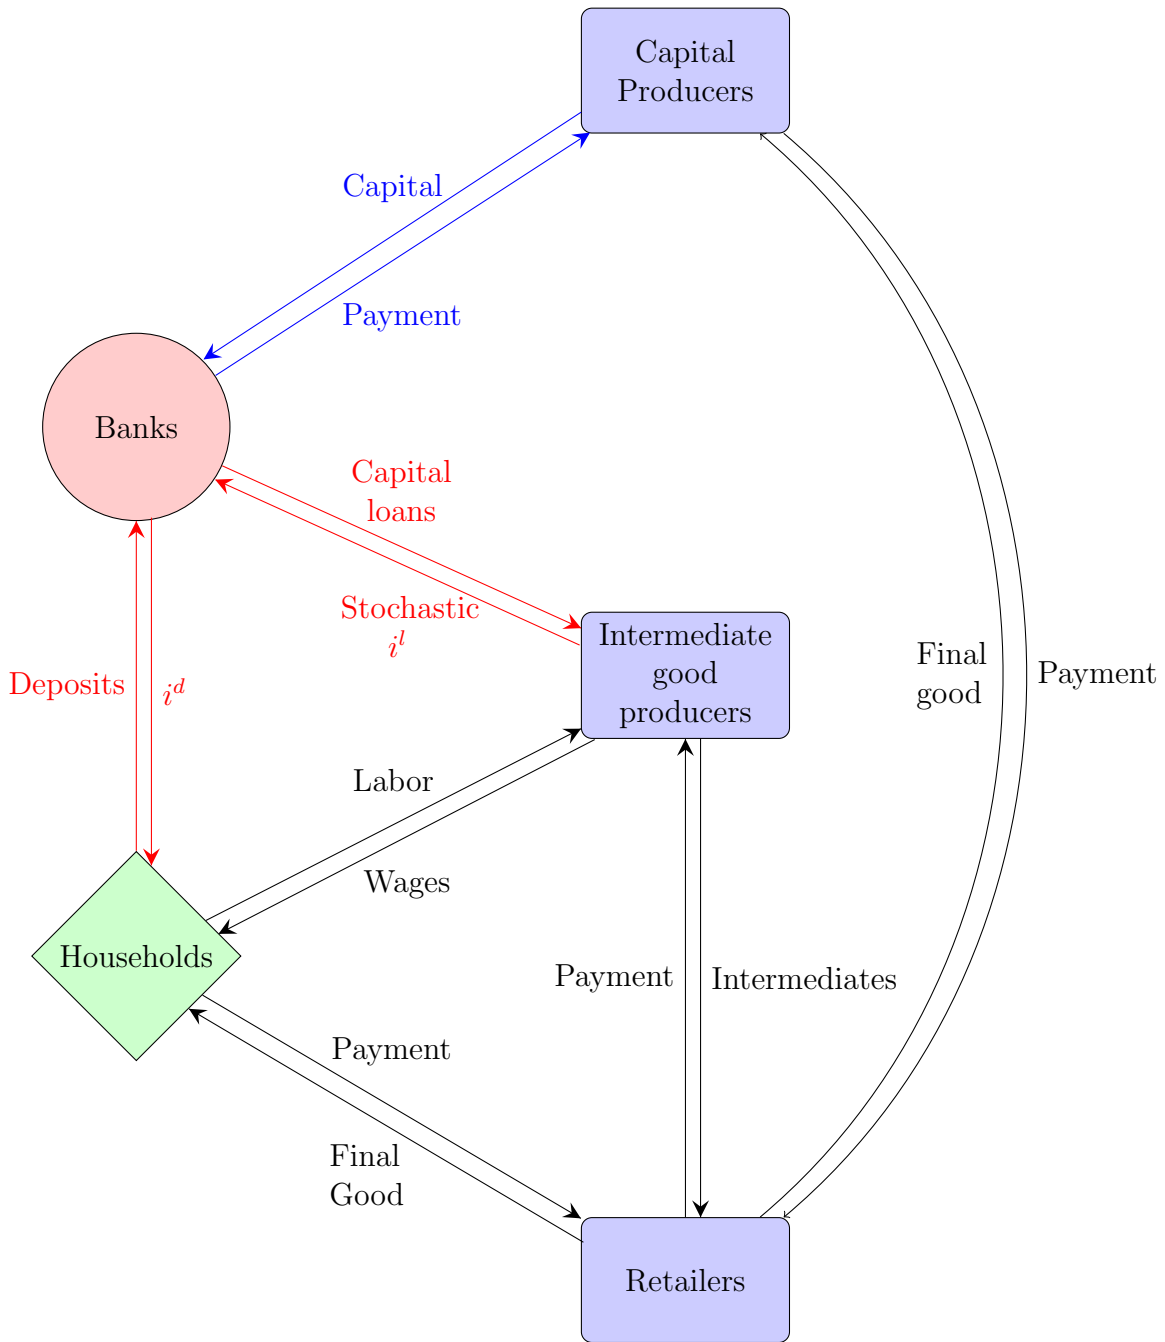 Capital
Producers
Capital
Payment
Banks
Capital
loans
Stochastic
i^l
Intermediate
good
producers
Final
good
Payment
Deposits
i^d
Labor
Wages
Households
Payment
Intermediates
Payment
Final
Good
Retailers